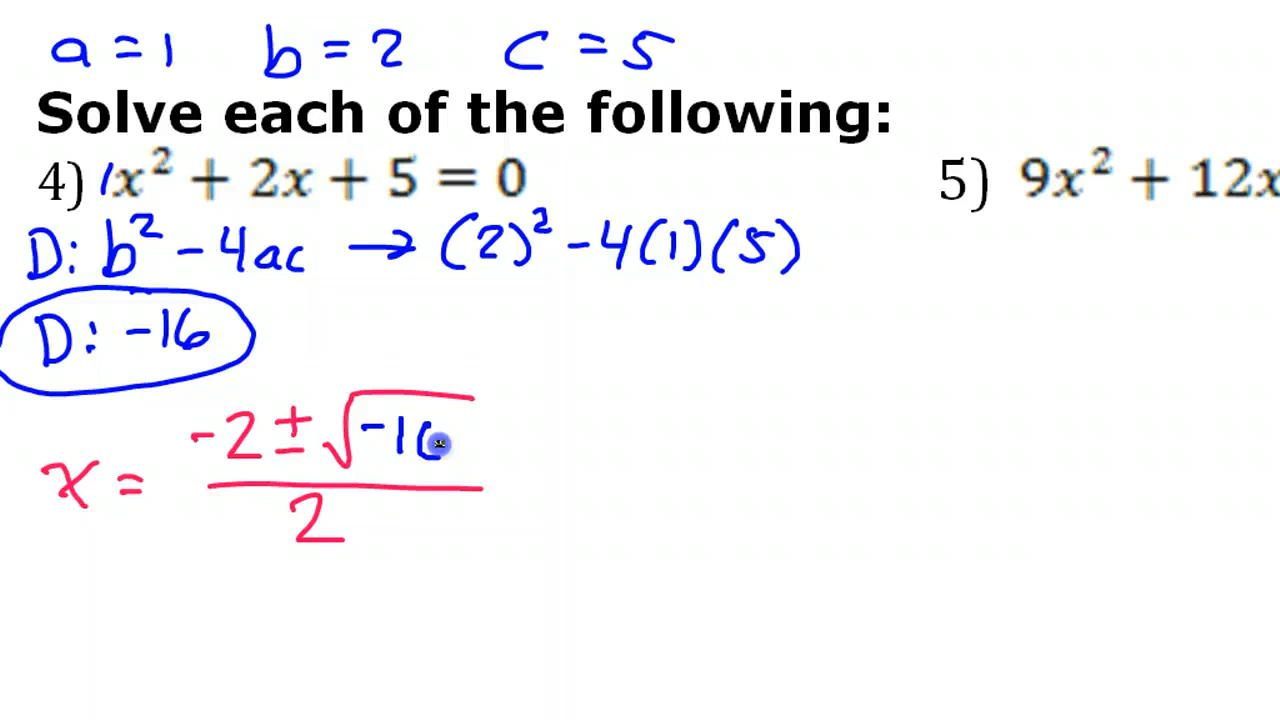 a = 1 b = 2 c = 5
Solve each of the following:
4) 1x² + 2x + 5 = 0 5) 9x² + 12x
D: b² - 4ac → (2)² - 4(1)(5)
D: -16
x = (-2 ± √-16) / 2